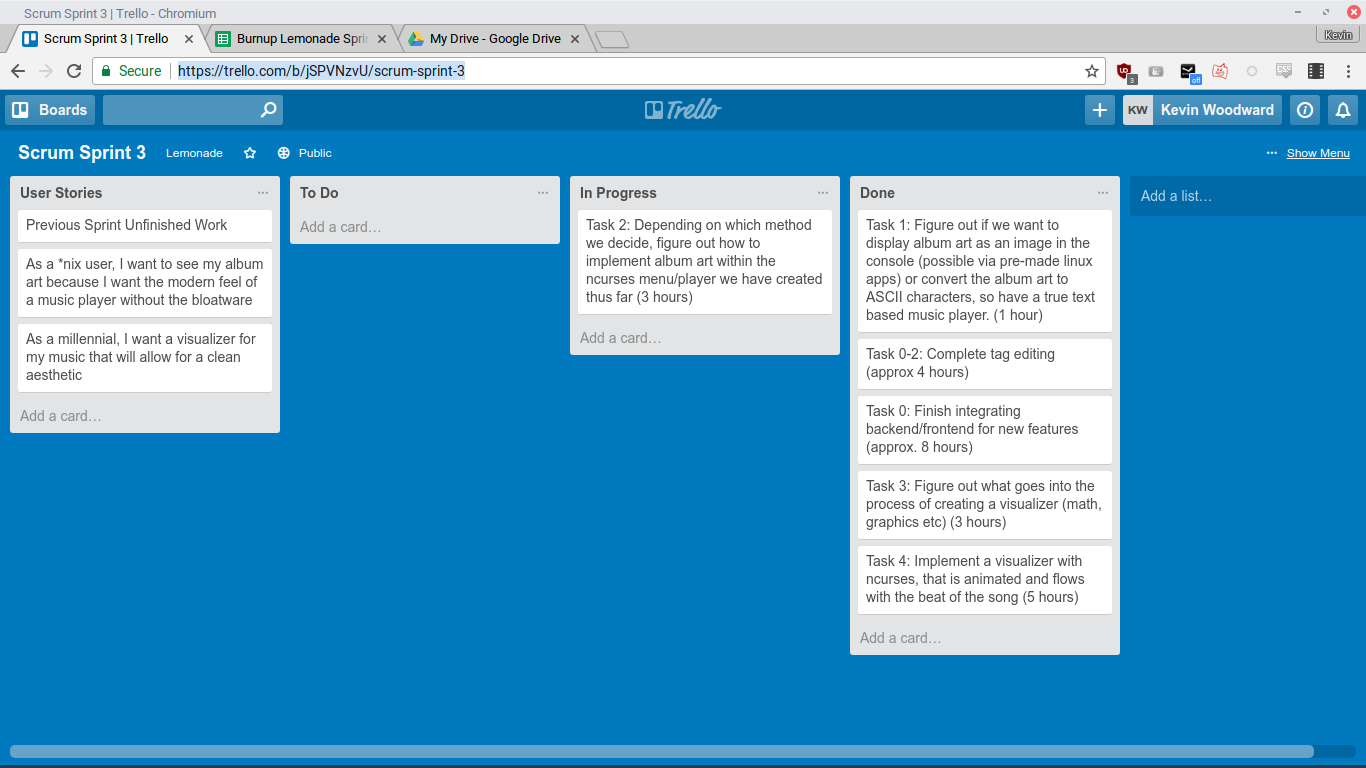 Scrum Sprint 3 | Trello - Chromium
Scrum Sprint 3 | Trello
Burnup Lemonade Spri
My Drive - Google Drive
Kevin
Secure
https://trello.com/b/jSPVNzvU/scrum-sprint-3
3
off
CSS
Boards
Trello
KW
Kevin Woodward
Scrum Sprint 3
Lemonade
Public
Show Menu
User Stories
Previous Sprint Unfinished Work
As a *nix user, I want to see my album
art because I want the modern feel of
a music player without the bloatware
As a millennial, I want a visualizer for
my music that will allow for a clean
aesthetic
Add a card…
To Do
Add a card…
In Progress
Task 2: Depending on which method
we decide, figure out how to
implement album art within the
ncurses menu/player we have created
thus far (3 hours)
Add a card…
Done
Task 1: Figure out if we want to
display album art as an image in the
console (possible via pre-made linux
apps) or convert the album art to
ASCII characters, so have a true text
based music player. (1 hour)
Task 0-2: Complete tag editing
(approx 4 hours)
Task 0: Finish integrating
backend/frontend for new features
(approx. 8 hours)
Task 3: Figure out what goes into the
process of creating a visualizer (math,
graphics etc) (3 hours)
Task 4: Implement a visualizer with
ncurses, that is animated and flows
with the beat of the song (5 hours)
Add a card…
Add a list…